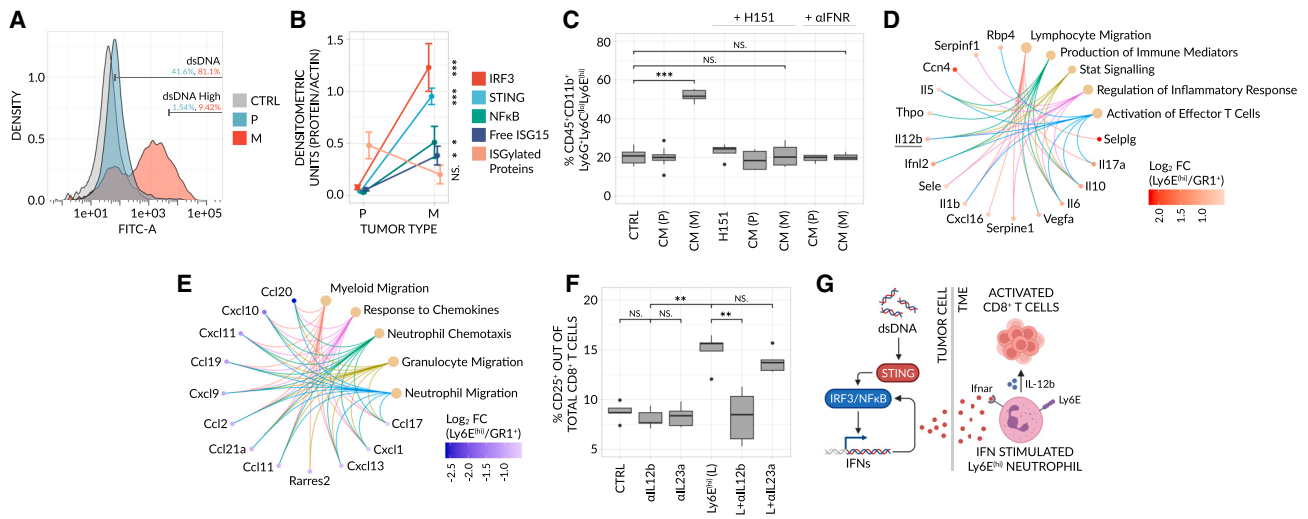 A
DENSITY
1.0
0.5
0.0
dsDNA
41.6%, 81.1%
dsDNA High
1.54%, 9.42%
CTRL
P
M
1e+01
1e+03
1e+05
FITC-A
B
DENSITOMETRIC
UNITS (PROTEIN/ACTIN)
1.5
1.0
0.5
0.0
P
M
TUMOR TYPE
***
***
*
*
NS.
IRF3
STING
NFκB
Free ISG15
ISGylated
Proteins
C
+ H151
+ αIFNR
% CD45⁺CD11b⁺
Ly6G⁺Ly6C⁽ˡᵒ⁾Ly6E⁽ʰⁱ⁾
80
60
40
20
0
NS.
NS.
***
CTRL
CM (P)
CM (M)
H151
CM (P)
CM (M)
CM (P)
CM (M)
D
Lymphocyte Migration
Production of Immune Mediators
Stat Signalling
Regulation of Inflammatory Response
Activation of Effector T Cells
Rbp4
Serpinf1
Ccn4
Il5
Thpo
Il12b
Ifnl2
Sele
Il1b
Cxcl16
Serpine1
Vegfa
Il6
Il10
Il17a
Selplg
Log₂ FC
(Ly6E⁽ʰⁱ⁾/GR1⁺)
2.0
1.5
1.0
E
Ccl20
Cxcl10
Cxcl11
Ccl19
Cxcl9
Ccl2
Ccl21a
Ccl11
Rarres2
Cxcl13
Cxcl1
Ccl17
Myeloid Migration
Response to Chemokines
Neutrophil Chemotaxis
Granulocyte Migration
Neutrophil Migration
Log₂ FC
(Ly6E⁽ʰⁱ⁾/GR1⁺)
-2.5
-2.0
-1.5
-1.0
F
% CD25⁺ OUT OF
TOTAL CD8⁺ T CELLS
20
15
10
5
**
NS.
NS.
NS.
**
CTRL
αIL12b
αIL23a
Ly6E⁽ʰⁱ⁾ (L)
L+αIL12b
L+αIL23a
G
dsDNA
STING
IRF3/NFκB
IFNs
TUMOR CELL
TME
ACTIVATED
CD8⁺ T CELLS
IL-12b
Ifnar
Ly6E
IFN STIMULATED
Ly6E⁽ʰⁱ⁾ NEUTROPHIL